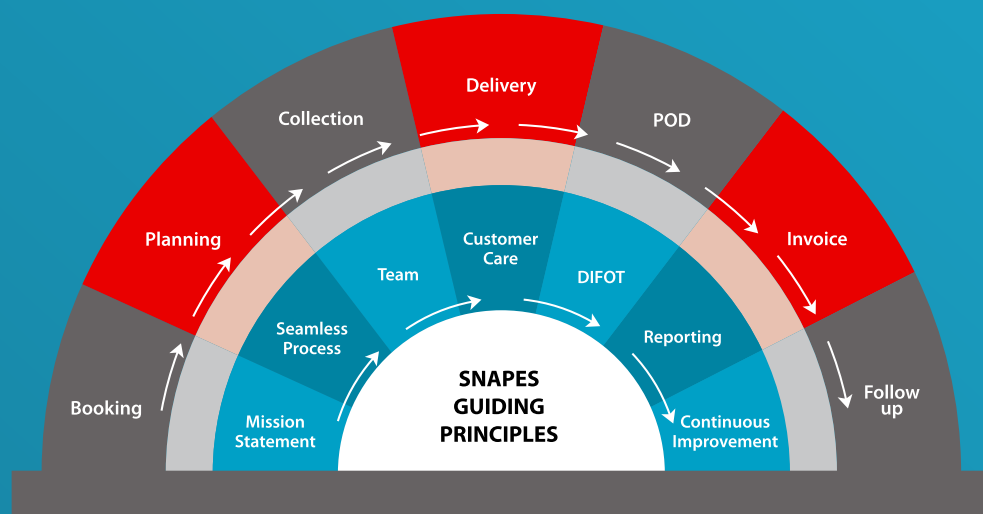 Delivery
Collection
POD
Planning
Invoice
Booking
Follow
up
Customer
Care
Team
DIFOT
Seamless
Process
Reporting
Mission
Statement
Continuous
Improvement
SNAPES
GUIDING
PRINCIPLES